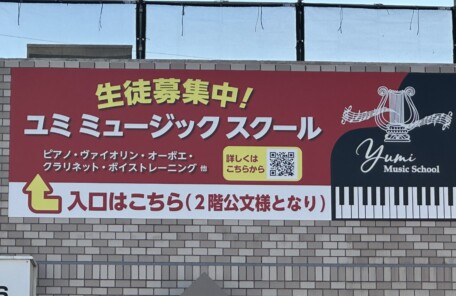 生徒募集中!
ユミ ミュージック スクール
ピアノ・ヴァイオリン・オーボエ・
クラリネット・ボイストレーニング 他
詳しくは
こちらから
入口はこちら(2階公文様となり)
Yumi
Music School